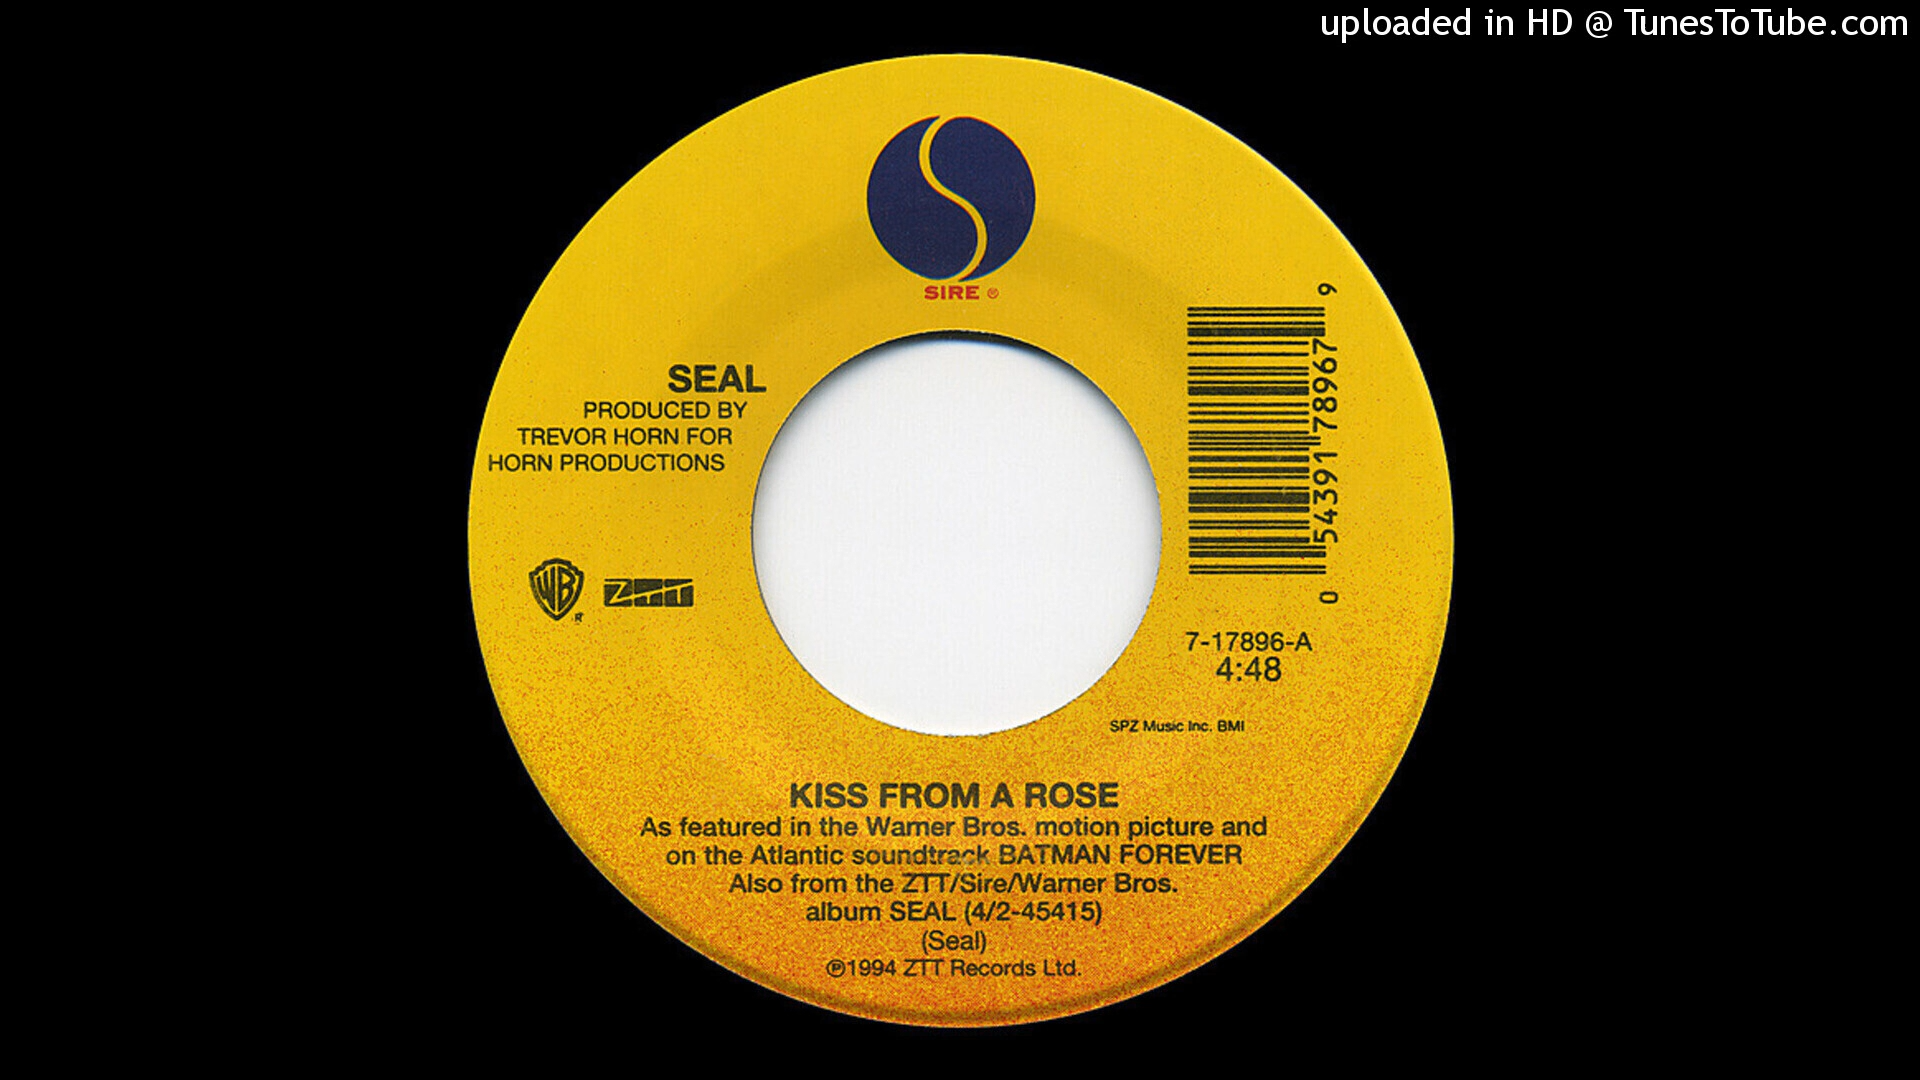 uploaded in HD @ TunesToTube.com
SIRE ®
SEAL
PRODUCED BY
TREVOR HORN FOR
HORN PRODUCTIONS
WB
®
ZTT
0 54391 78967 9
7-17896-A
4:48
SPZ Music Inc. BMI
KISS FROM A ROSE
As featured in the Warner Bros. motion picture and
on the Atlantic soundtrack BATMAN FOREVER
Also from the ZTT/Sire/Warner Bros.
album SEAL (4/2-45415)
(Seal)
℗1994 ZTT Records Ltd.